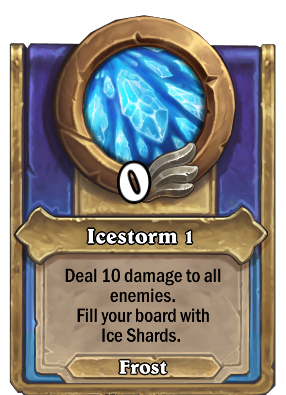 0
Icestorm 1
Deal 10 damage to all
enemies.
Fill your board with
Ice Shards.
Frost